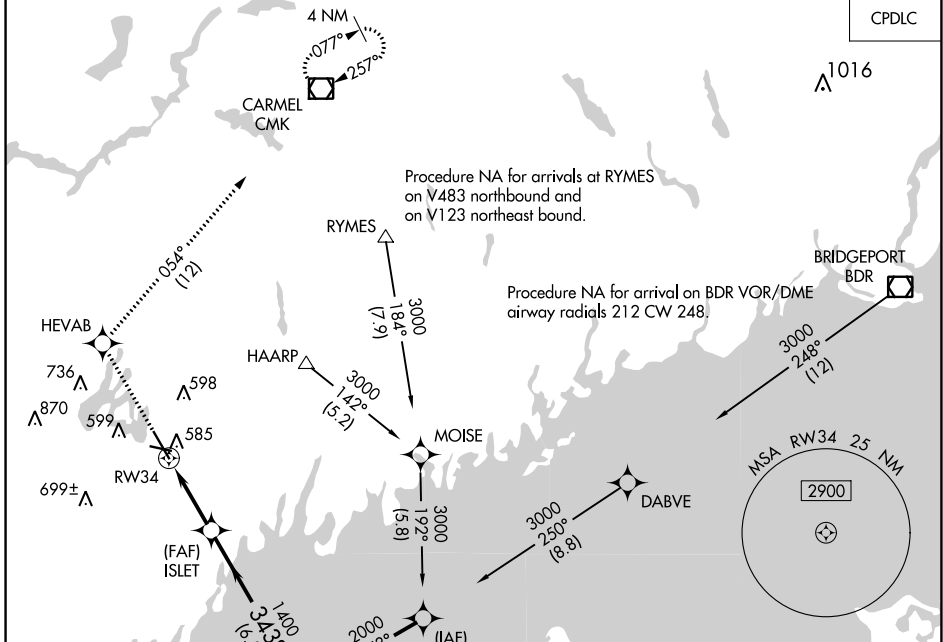 4 NM
CPDLC
077°
257°
1016
CARMEL
CMK
Procedure NA for arrivals at RYMES
on V483 northbound and
on V123 northeast bound.
RYMES
054°
(12)
BRIDGEPORT
BDR
Procedure NA for arrival on BDR VOR/DME
airway radials 212 CW 248.
3000
184°
(7.9)
HEVAB
3000
248°
(12)
HAARP
736
598
3000
142°
(5.2)
870
599
585
MOISE
MSA RW34 25 NM
RW34
2900
699±
DABVE
3000
192°
(5.8)
3000
250°
(8.8)
(FAF)
ISLET
1400
343°
2000
(IAF)